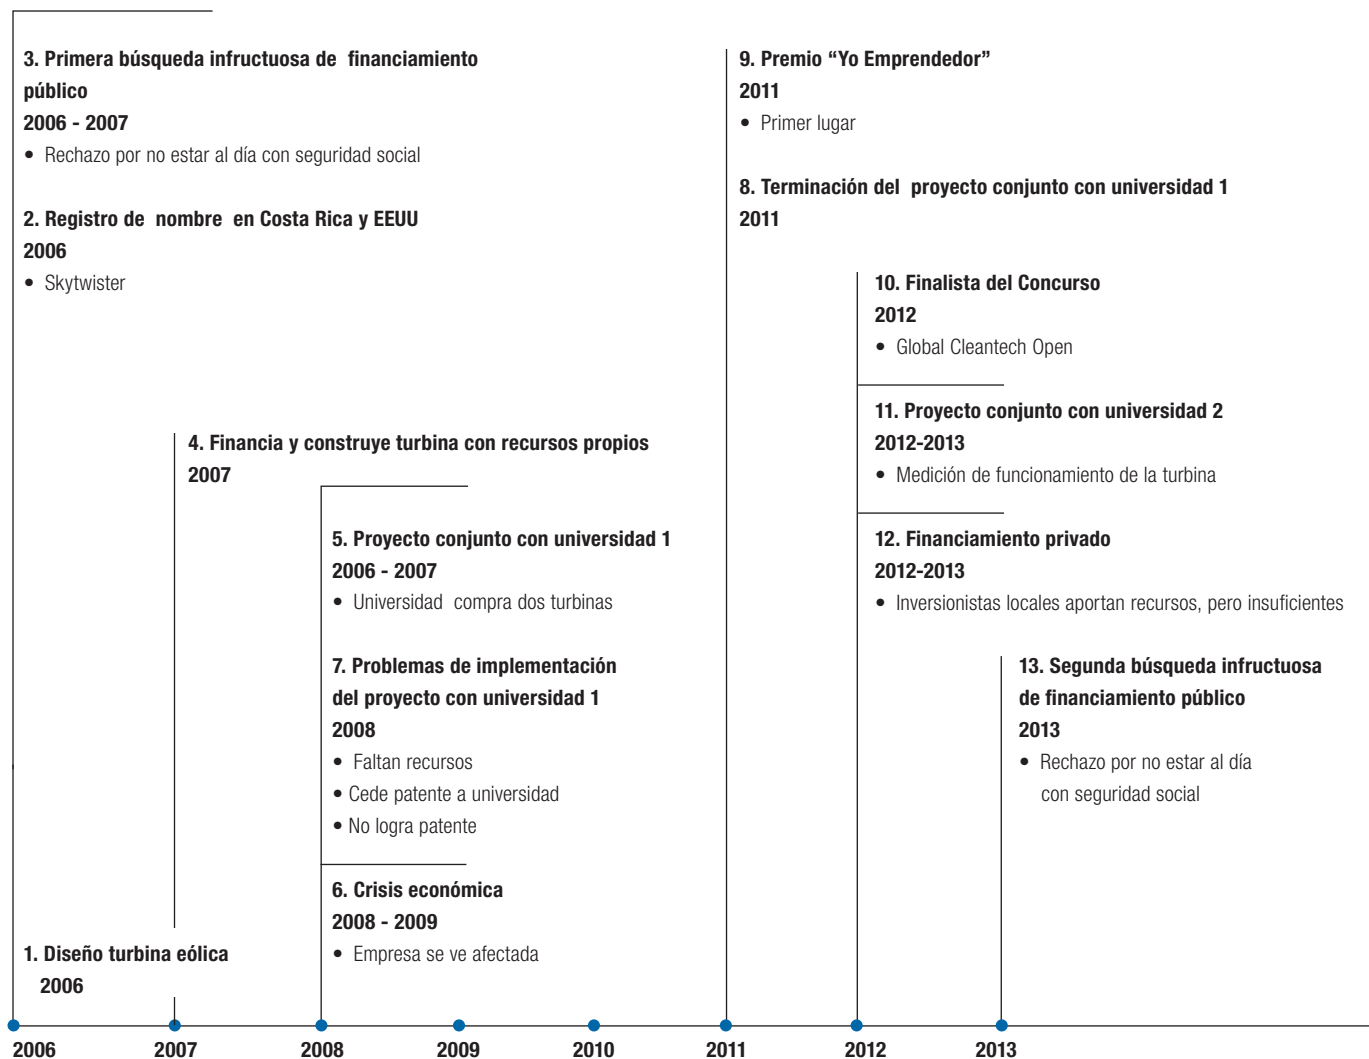 3. Primera búsqueda infructuosa de financiamiento
público
2006 - 2007
• Rechazo por no estar al día con seguridad social
2. Registro de nombre en Costa Rica y EEUU
2006
• Skytwister
1. Diseño turbina eólica
2006
4. Financia y construye turbina con recursos propios
2007
5. Proyecto conjunto con universidad 1
2006 - 2007
• Universidad compra dos turbinas
7. Problemas de implementación
del proyecto con universidad 1
2008
• Faltan recursos
• Cede patente a universidad
• No logra patente
6. Crisis económica
2008 - 2009
• Empresa se ve afectada
9. Premio “Yo Emprendedor”
2011
• Primer lugar
8. Terminación del proyecto conjunto con universidad 1
2011
10. Finalista del Concurso
2012
• Global Cleantech Open
11. Proyecto conjunto con universidad 2
2012-2013
• Medición de funcionamiento de la turbina
12. Financiamiento privado
2012-2013
• Inversionistas locales aportan recursos, pero insuficientes
13. Segunda búsqueda infructuosa
de financiamiento público
2013
• Rechazo por no estar al día
con seguridad social
2006 2007 2008 2009 2010 2011 2012 2013